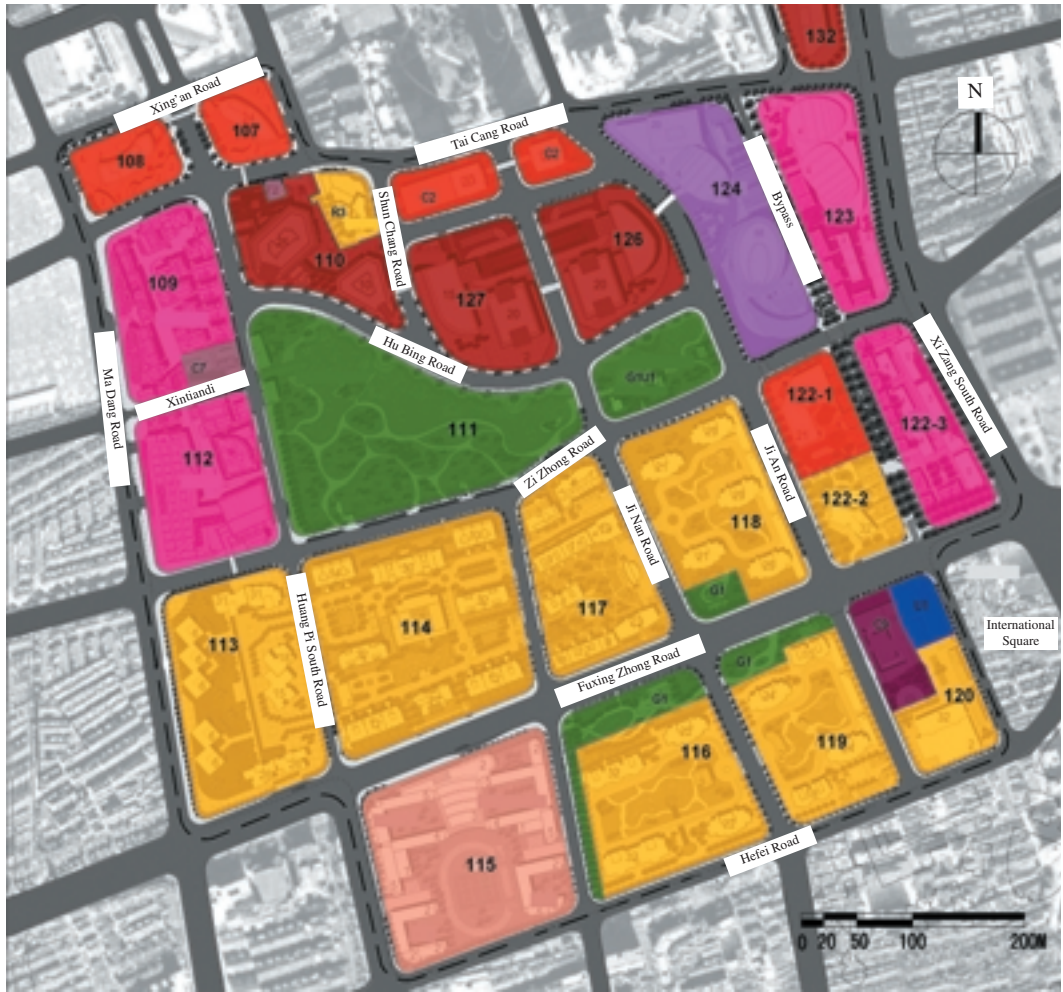 132
Xing'an Road
N
107
Tai Cang Road
108
C2
R3
C2
124
Bypass
123
Shun Chang Road
110
126
109
127
Hu Bing Road
C7
Xintiandi
Ma Dang Road
111
Xi Zang South Road
122-1
122-3
112
Zi Zhong Road
Ji An Road
122-2
Ji Nan Road
118
G1
113
Huang Pi South Road
114
117
Fuxing Zhong Road
G1
G1
International
Square
120
116
119
Hefei Road
115
0 20 50 100 200M